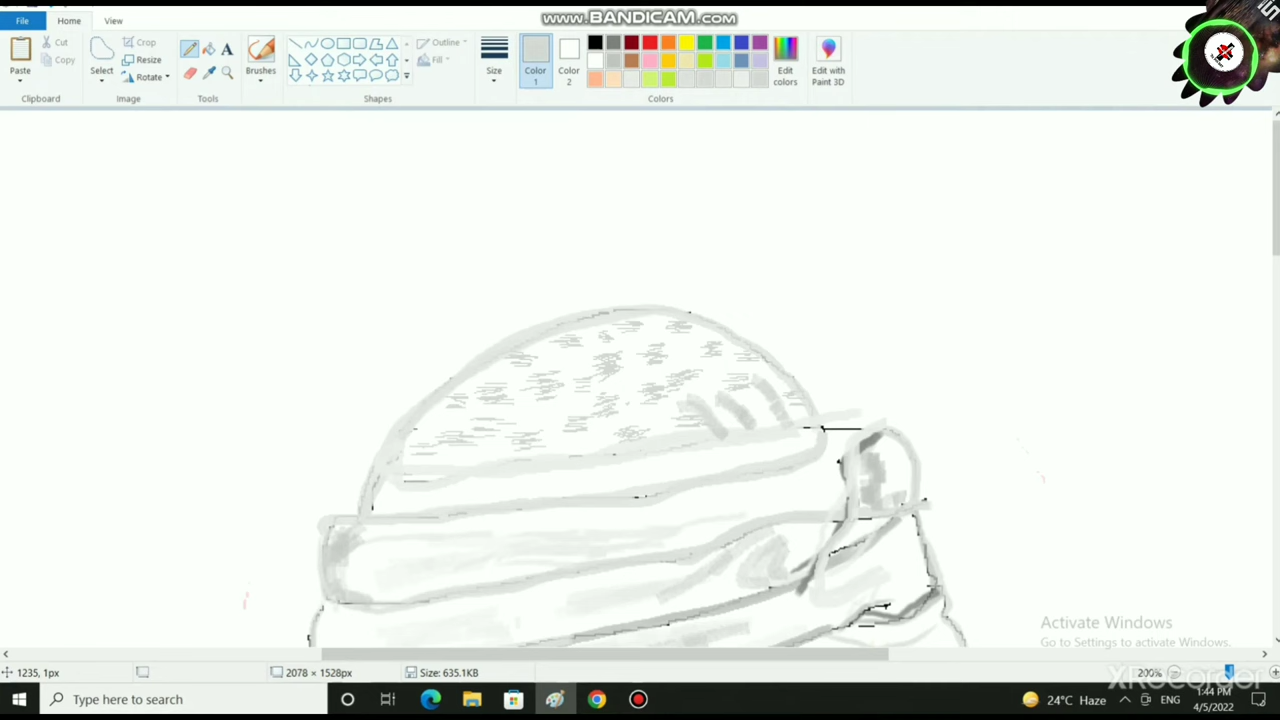 www.BANDICAM.com
File Home View
Paste
Cut
Copy
Clipboard
Select
Crop
Resize
Rotate
Image
A
Tools
Brushes
Shapes
Outline
Fill
Size
Color 1
Color 2
Colors
Edit colors
Edit with Paint 3D
Activate Windows
Go to Settings to activate Windows.
1235, 1px
2078 × 1528px
Size: 635.1KB
200%
XRecorder
Type here to search
24°C Haze
ENG
1:44 PM
4/5/2022